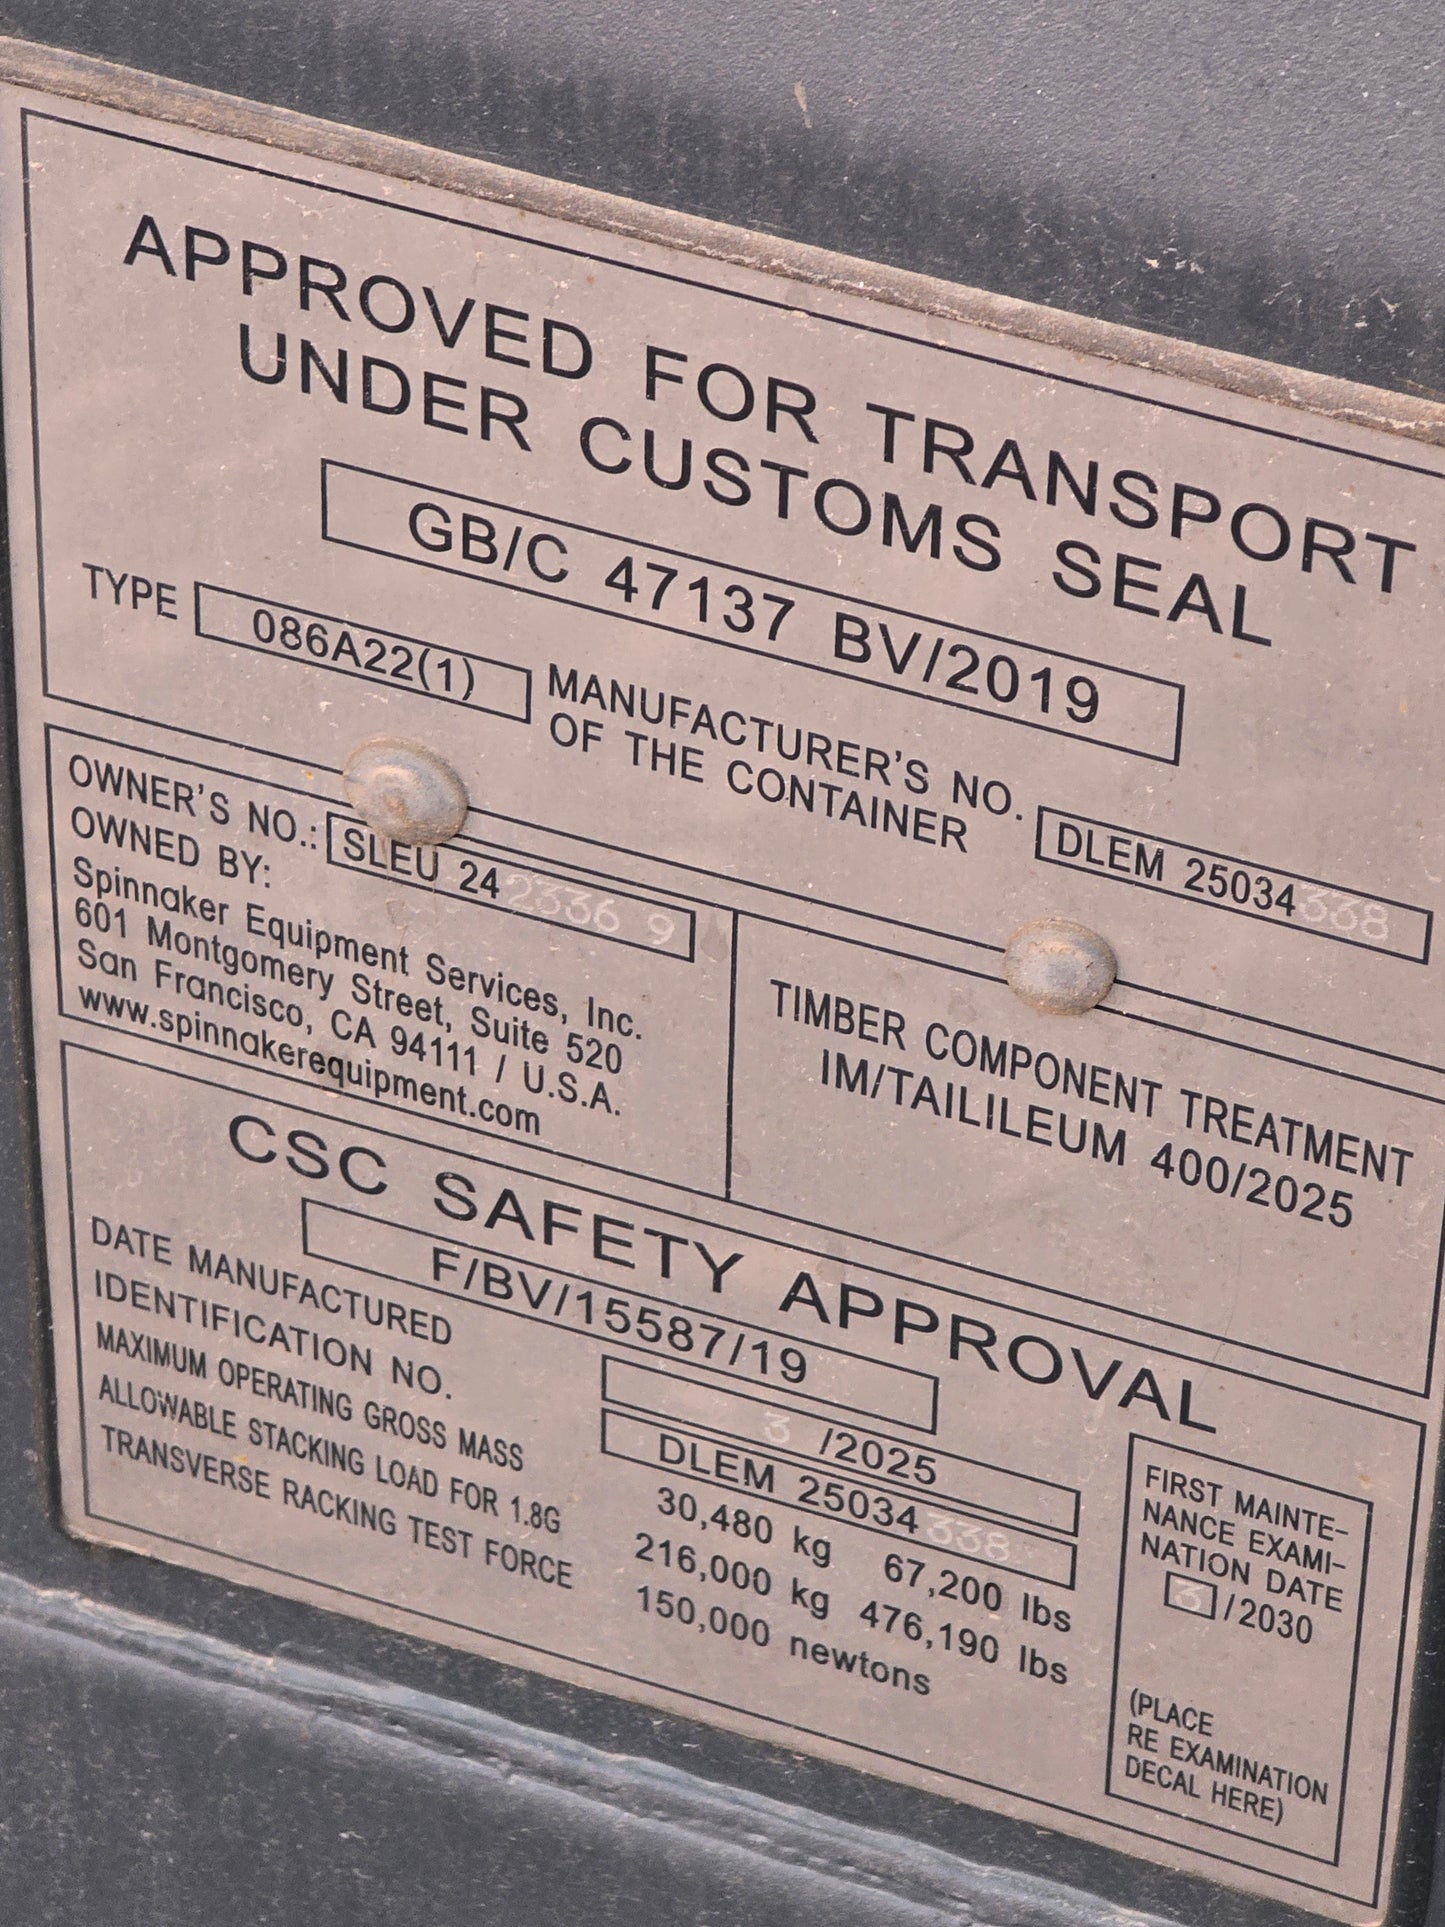 APPROVED FOR TRANSPORT
UNDER CUSTOMS SEAL
GB/C 47137 BV/2019
TYPE 086A22(1)
MANUFACTURER'S NO.
OF THE CONTAINER
DLEM 25034338
OWNER'S NO.: SLEU 242336 9
OWNED BY:
Spinnaker Equipment Services, Inc.
601 Montgomery Street, Suite 520
San Francisco, CA 94111 / U.S.A.
www.spinnakerequipment.com
TIMBER COMPONENT TREATMENT
IM/TAILILEUM 400/2025
CSC SAFETY APPROVAL
F/BV/15587/19
DATE MANUFACTURED 3 /2025
IDENTIFICATION NO. DLEM 25034338
MAXIMUM OPERATING GROSS MASS 30,480 kg 67,200 lbs
ALLOWABLE STACKING LOAD FOR 1.8G 216,000 kg 476,190 lbs
TRANSVERSE RACKING TEST FORCE 150,000 newtons
FIRST MAINTE-
NANCE EXAMI-
NATION DATE
3/2030
(PLACE
RE EXAMINATION
DECAL HERE)